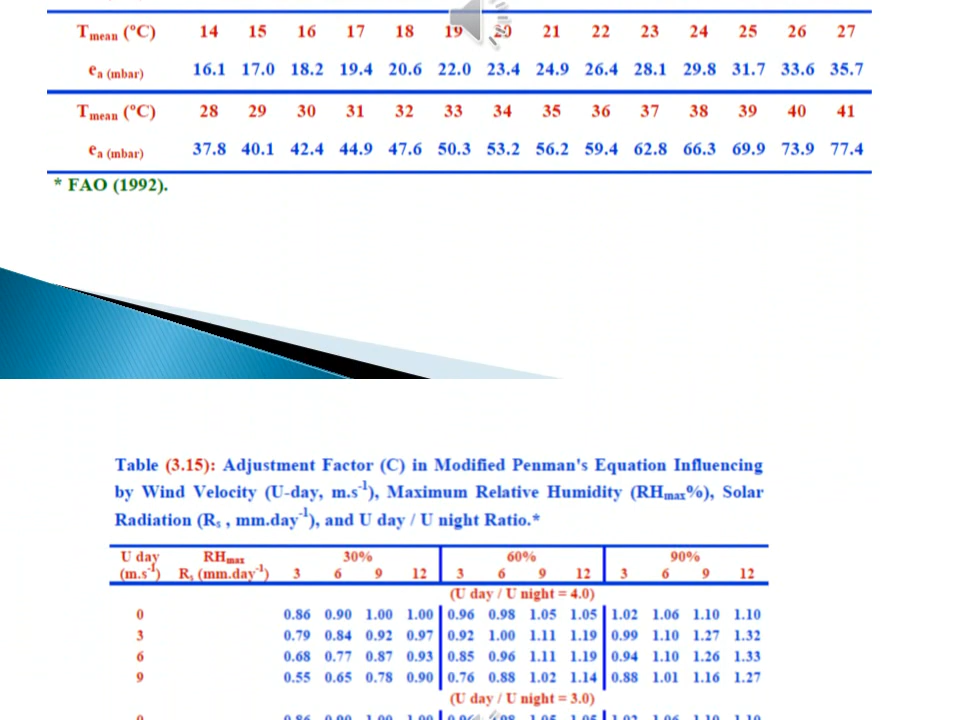 Tmean (ºC) 14 15 16 17 18 19 20 21 22 23 24 25 26 27
ea (mbar) 16.1 17.0 18.2 19.4 20.6 22.0 23.4 24.9 26.4 28.1 29.8 31.7 33.6 35.7
Tmean (ºC) 28 29 30 31 32 33 34 35 36 37 38 39 40 41
ea (mbar) 37.8 40.1 42.4 44.9 47.6 50.3 53.2 56.2 59.4 62.8 66.3 69.9 73.9 77.4
* FAO (1992).
Table (3.15): Adjustment Factor (C) in Modified Penman's Equation Influencing
by Wind Velocity (U-day, m.s-1), Maximum Relative Humidity (RHmax%), Solar
Radiation (Rs , mm.day-1), and U day / U night Ratio.*
U day RHmax 30% 60% 90%
(m.s-1) Rs (mm.day-1) 3 6 9 12 3 6 9 12 3 6 9 12
(U day / U night = 4.0)
0 0.86 0.90 1.00 1.00 0.96 0.98 1.05 1.05 1.02 1.06 1.10 1.10
3 0.79 0.84 0.92 0.97 0.92 1.00 1.11 1.19 0.99 1.10 1.27 1.32
6 0.68 0.77 0.87 0.93 0.85 0.96 1.11 1.19 0.94 1.10 1.26 1.33
9 0.55 0.65 0.78 0.90 0.76 0.88 1.02 1.14 0.88 1.01 1.16 1.27
(U day / U night = 3.0)